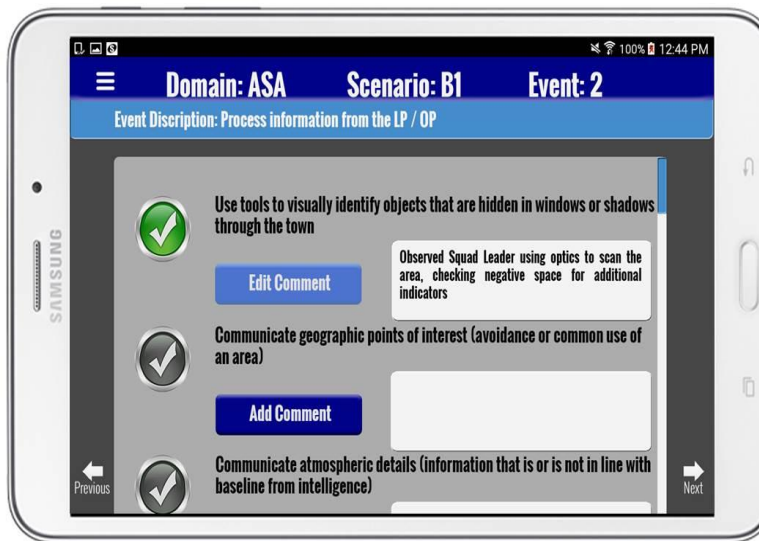 100% 12:44 PM
Domain: ASA Scenario: B1 Event: 2
Event Discription: Process information from the LP / OP
Use tools to visually identify objects that are hidden in windows or shadows
through the town
Edit Comment
Observed Squad Leader using optics to scan the
area, checking negative space for additional
indicators
Communicate geographic points of interest (avoidance or common use of
an area)
Add Comment
Communicate atmospheric details (information that is or is not in line with
baseline from intelligence)
Previous
Next
SAMSUNG